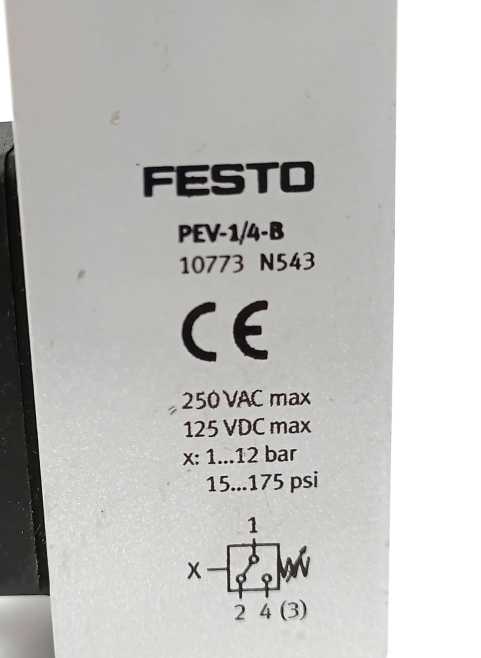 FESTO
PEV-1/4-B
10773 N543
CE
250 VAC max
125 VDC max
x: 1...12 bar
15...175 psi
1
X
2 4 (3)